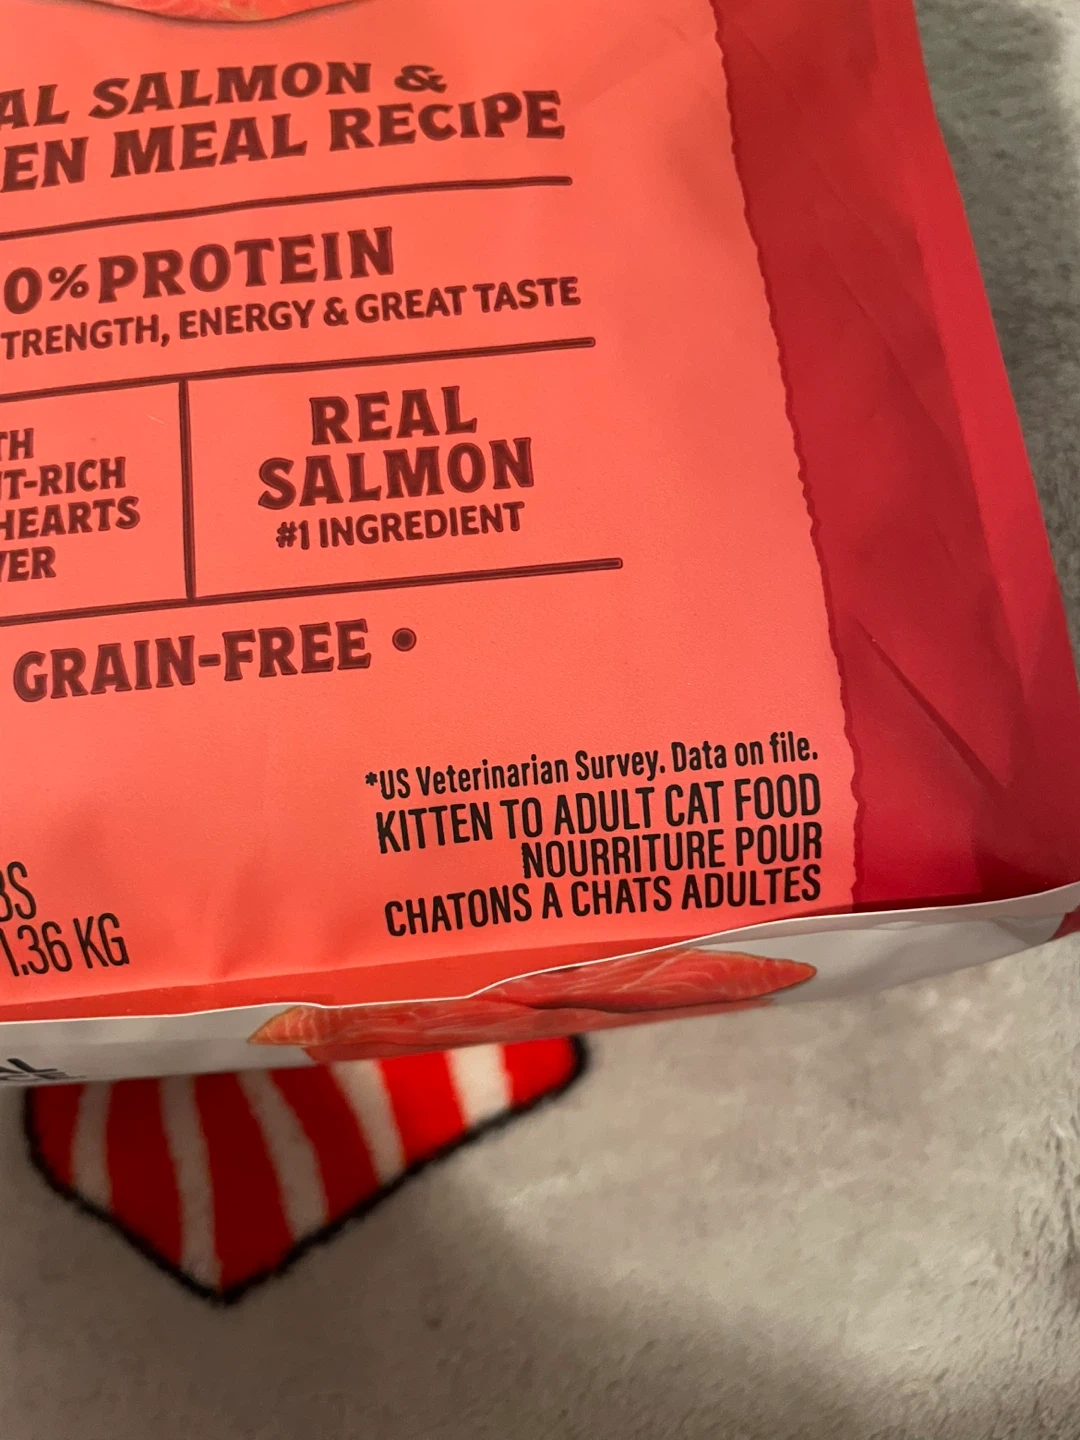 SALMON &
MEAL RECIPE
0% PROTEIN
TRENGTH, ENERGY & GREAT TASTE
TH
T-RICH
HEARTS
VER
REAL
SALMON
#1 INGREDIENT
GRAIN-FREE •
*US Veterinarian Survey. Data on file.
KITTEN TO ADULT CAT FOOD
NOURRITURE POUR
CHATONS A CHATS ADULTES
BS
1.36 KG